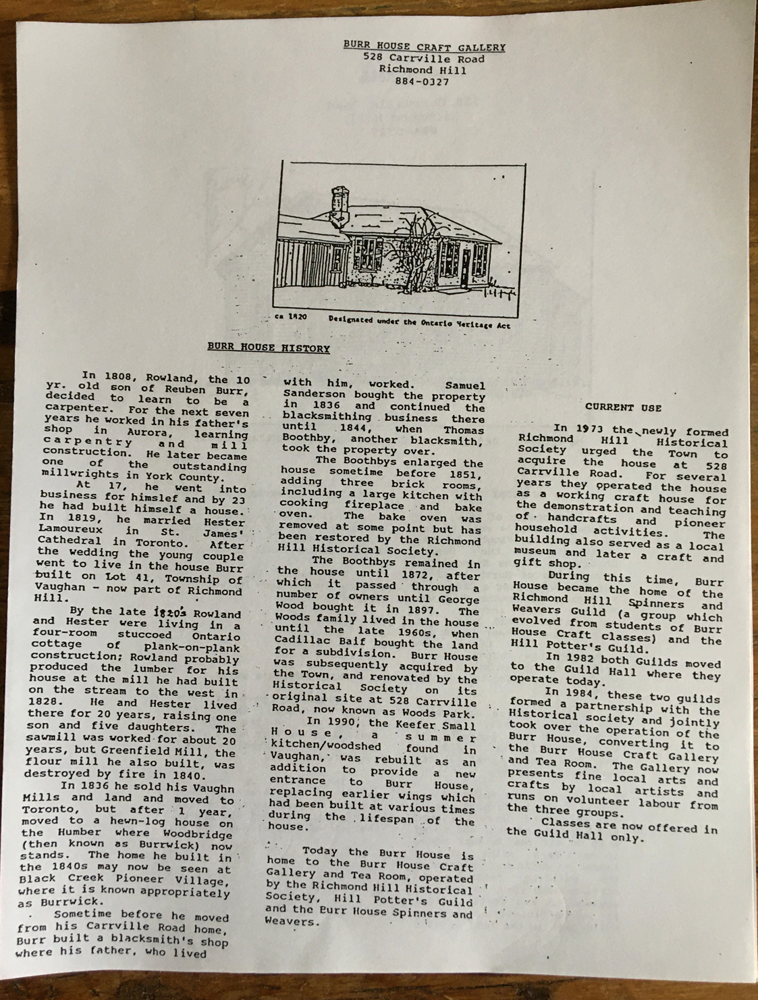 BURR HOUSE CRAFT GALLERY
528 Carrville Road
Richmond Hill
884-0327
ca 1820 Designated under the Ontario Heritage Act
BURR HOUSE HISTORY
In 1808, Rowland, the 10
yr. old son of Reuben Burr,
decided to learn to be a
carpenter. For the next seven
years he worked in his father's
shop in Aurora, learning
carpentry and mill
construction. He later became
one of the outstanding
millwrights in York County.
At 17, he went into
business for himslef and by 23
he had built himself a house.
In 1819, he married Hester
Lamoureux in St. James'
Cathedral in Toronto. After
the wedding the young couple
went to live in the house Burr
built on Lot 41, Township of
Vaughan - now part of Richmond
Hill.
By the late 1820's Rowland
and Hester were living in a
four-room stuccoed Ontario
cottage of plank-on-plank
construction; Rowland probably
produced the lumber for his
house at the mill he had built
on the stream to the west in
1828. He and Hester lived
there for 20 years, raising one
son and five daughters. The
sawmill was worked for about 20
years, but Greenfield Mill, the
flour mill he also built, was
destroyed by fire in 1840.
In 1836 he sold his Vaughn
Mills and land and moved to
Toronto, but after 1 year,
moved to a hewn-log house on
the Humber where Woodbridge
(then known as Burrwick) now
stands. The home he built in
the 1840s may now be seen at
Black Creek Pioneer Village,
where it is known appropriately
as Burrwick.
Sometime before he moved
from his Carrville Road home,
Burr built a blacksmith's shop
where his father, who lived
with him, worked. Samuel
Sanderson bought the property
in 1836 and continued the
blacksmithing business there
until 1844, when Thomas
Boothby, another blacksmith,
took the property over.
The Boothbys enlarged the
house sometime before 1851,
adding three brick rooms,
including a large kitchen with
cooking fireplace and bake
oven. The bake oven was
removed at some point but has
been restored by the Richmond
Hill Historical Society.
The Boothbys remained in
the house until 1872, after
which it passed through a
number of owners until George
Wood bought it in 1897. The
Woods family lived in the house
until the late 1960s, when
Cadillac Baif bought the land
for a subdivision. Burr House
was subsequently acquired by
the Town, and renovated by the
Historical Society on its
original site at 528 Carrville
Road, now known as Woods Park.
In 1990, the Keefer Small
House, a summer
kitchen/woodshed found in
Vaughan, was rebuilt as an
addition to provide a new
entrance to Burr House,
replacing earlier wings which
had been built at various times
during the lifespan of the
house.
Today the Burr House is
home to the Burr House Craft
Gallery and Tea Room, operated
by the Richmond Hill Historical
Society, Hill Potter's Guild
and the Burr House Spinners and
Weavers.
CURRENT USE
In 1973 the newly formed
Richmond Hill Historical
Society urged the Town to
acquire the house at 528
Carrville Road. For several
years they operated the house
as a working craft house for
the demonstration and teaching
of handcrafts and pioneer
household activities. The
building also served as a local
museum and later a craft and
gift shop.
During this time, Burr
House became the home of the
Richmond Hill Spinners and
Weavers Guild (a group which
evolved from students of Burr
House Craft classes) and the
Hill Potter's Guild.
In 1982 both Guilds moved
to the Guild Hall where they
operate today.
In 1984, these two guilds
formed a partnership with the
Historical society and jointly
took over the operation of the
Burr House, converting it to
the Burr House Craft Gallery
and Tea Room. The Gallery now
presents fine local arts and
crafts by local artists and
runs on volunteer labour from
the three groups.
Classes are now offered in
the Guild Hall only.